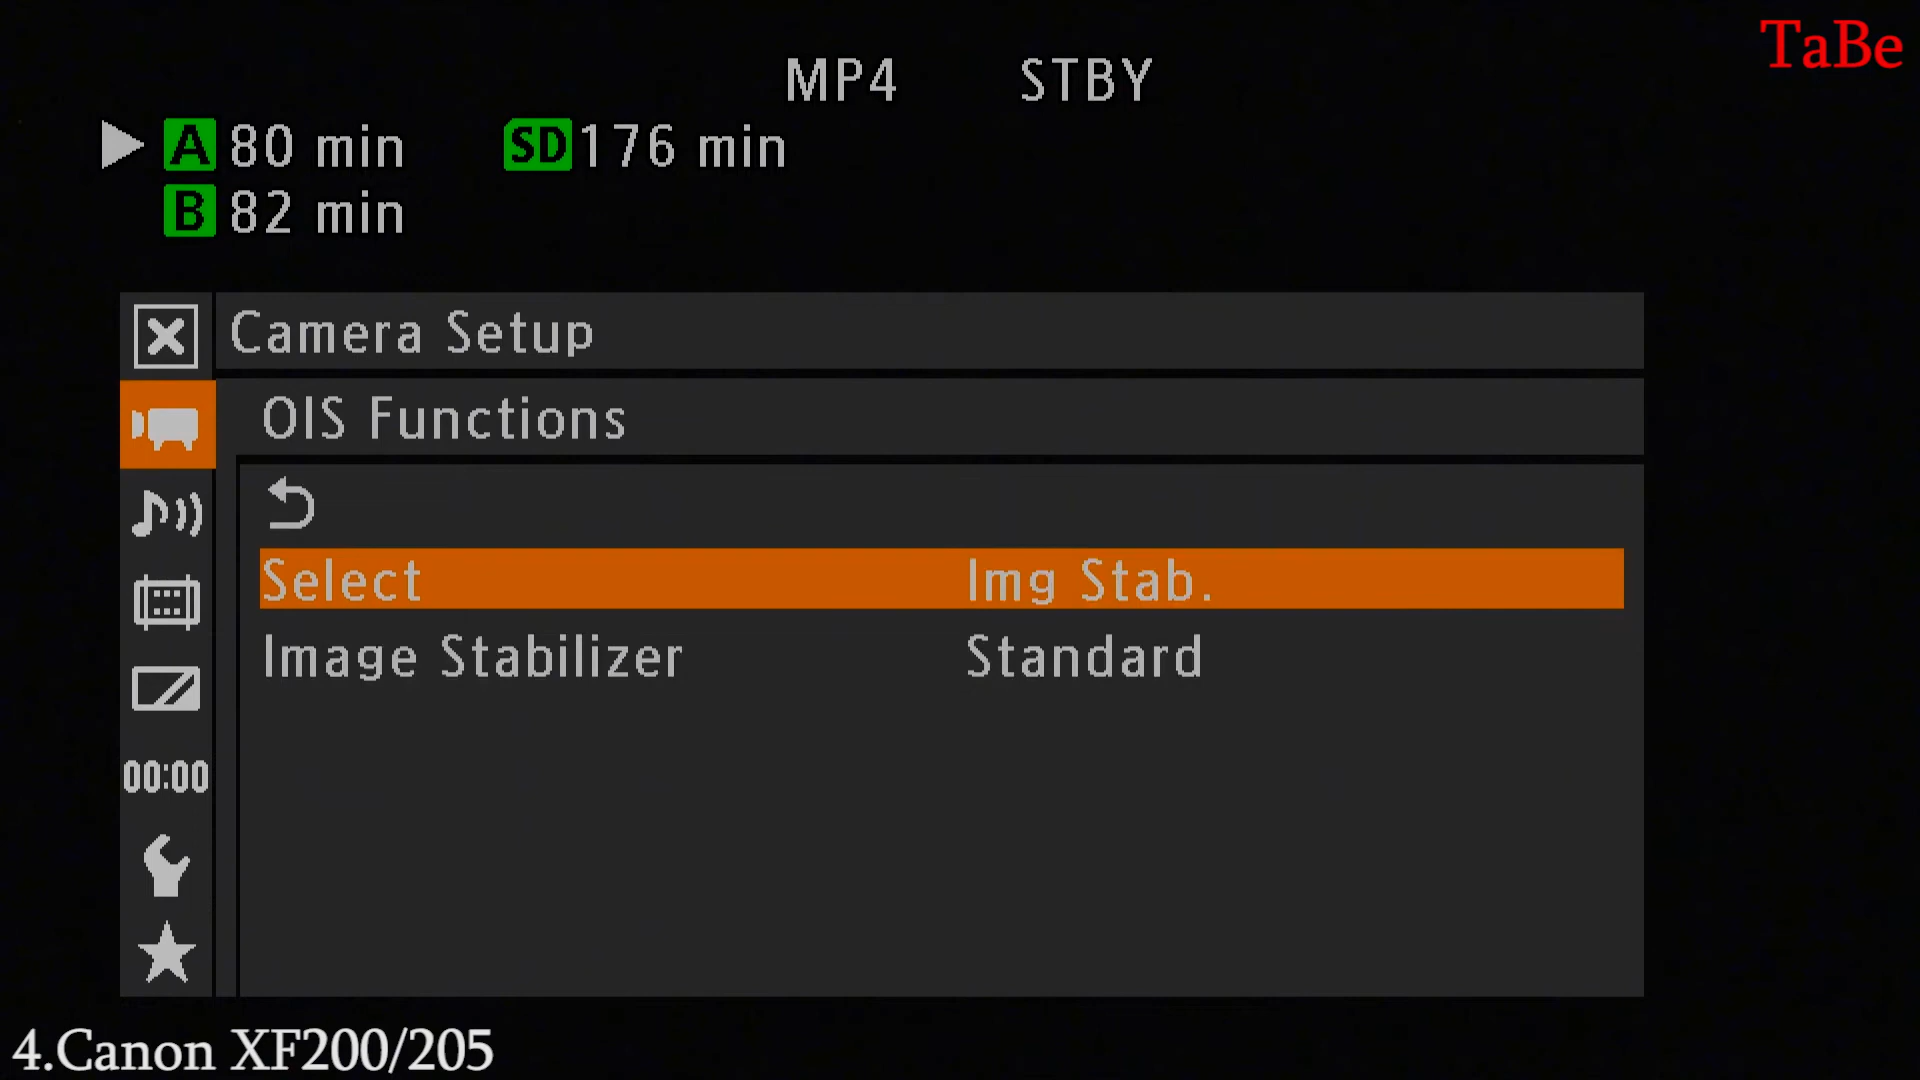 TaBe
MP4 STBY
A 80 min SD 176 min
B 82 min
Camera Setup
OIS Functions
Select Img Stab.
Image Stabilizer Standard
00:00
4.Canon XF200/205